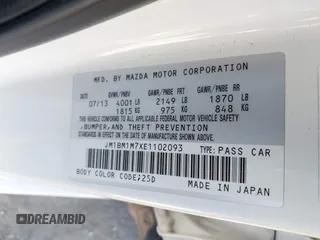 MFD. BY MAZDA MOTOR CORPORATION
GVWR/PNBV GAWR/PNBE FRT GAWR/PNBE RR
07/13 4001 LB 2149 LB 1870 LB
1815 KG 975 KG 848 KG
THIS VEHICLE CONFORMS TO ALL APPLICABLE FEDERAL MOTOR VEHICLE SAFETY,
BUMPER, AND THEFT PREVENTION
STANDARDS IN EFFECT ON THE DATE OF MANUFACTURE SHOWN ABOVE.
JM1BM1M7XE1102093 TYPE: PASS CAR
BODY COLOR CODE: 25D
MADE IN JAPAN
©2025 DREAMBID